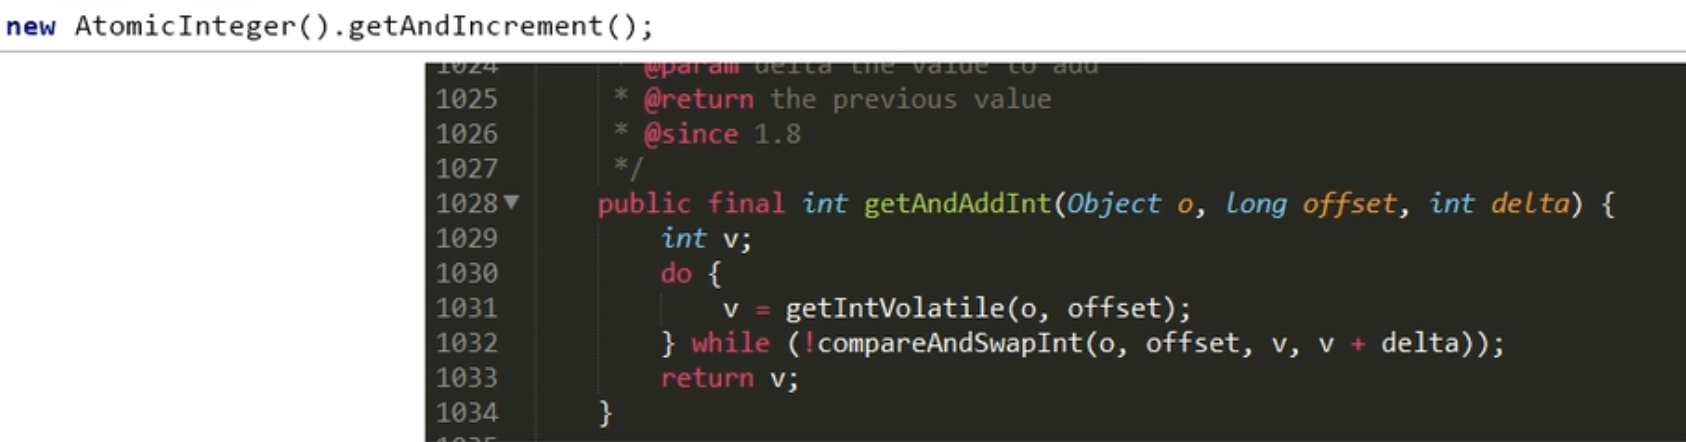 new AtomicInteger().getAndIncrement();
1024 * @param delta the value to add
1025 * @return the previous value
1026 * @since 1.8
1027 */
1028 public final int getAndAddInt(Object o, long offset, int delta) {
1029 int v;
1030 do {
1031 v = getIntVolatile(o, offset);
1032 } while (!compareAndSwapInt(o, offset, v, v + delta));
1033 return v;
1034 }
1035